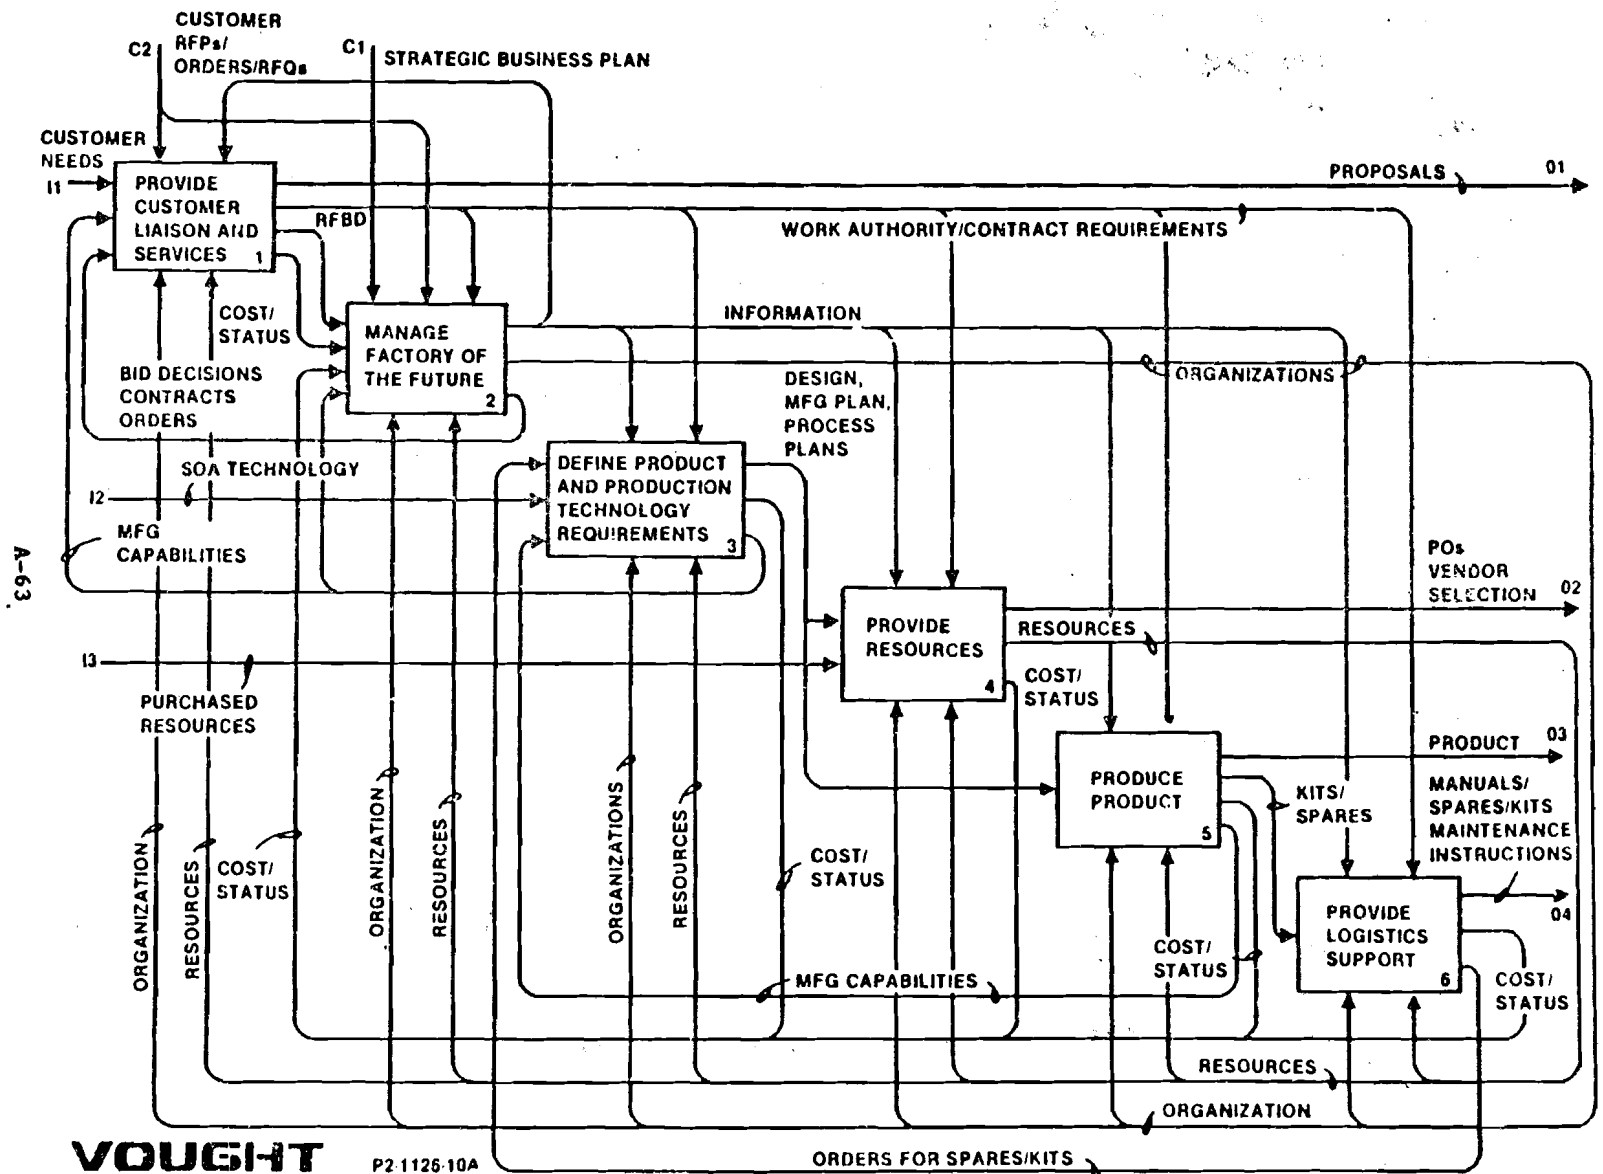 CUSTOMER
RFPs/
ORDERS/RFQs
C2
C1
STRATEGIC BUSINESS PLAN
CUSTOMER
NEEDS
I1
PROVIDE
CUSTOMER
LIAISON AND
SERVICES 1
PROPOSALS
01
RFBD
WORK AUTHORITY/CONTRACT REQUIREMENTS
COST/
STATUS
MANAGE
FACTORY OF
THE FUTURE
2
INFORMATION
ORGANIZATIONS
BID DECISIONS
CONTRACTS
ORDERS
DESIGN,
MFG PLAN,
PROCESS
PLANS
SOA TECHNOLOGY
I2
DEFINE PRODUCT
AND PRODUCTION
TECHNOLOGY
REQUIREMENTS
3
MFG
CAPABILITIES
A-63
POs
VENDOR
SELECTION
02
PROVIDE
RESOURCES
4
RESOURCES
I3
COST/
STATUS
PURCHASED
RESOURCES
PRODUCT
03
PRODUCE
PRODUCT
5
KITS/
SPARES
MANUALS/
SPARES/KITS
MAINTENANCE
INSTRUCTIONS
04
ORGANIZATION
RESOURCES
COST/
STATUS
ORGANIZATION
RESOURCES
ORGANIZATIONS
RESOURCES
COST/
STATUS
PROVIDE
LOGISTICS
SUPPORT
6
COST/
STATUS
MFG CAPABILITIES
COST/
STATUS
RESOURCES
ORGANIZATION
VOUGHT
P2-1126-10A
ORDERS FOR SPARES/KITS